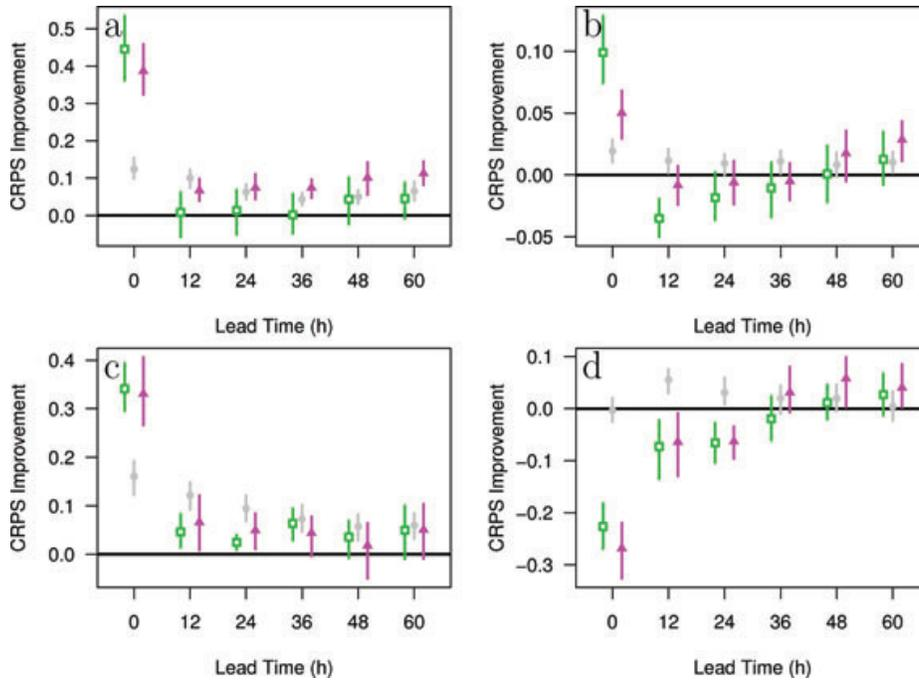 a
CRPS Improvement
0.5
0.4
0.3
0.2
0.1
0.0
0 12 24 36 48 60
Lead Time (h)
b
CRPS Improvement
0.10
0.05
0.00
−0.05
0 12 24 36 48 60
Lead Time (h)
c
CRPS Improvement
0.4
0.3
0.2
0.1
0.0
0 12 24 36 48 60
Lead Time (h)
d
CRPS Improvement
0.1
0.0
−0.1
−0.2
−0.3
0 12 24 36 48 60
Lead Time (h)